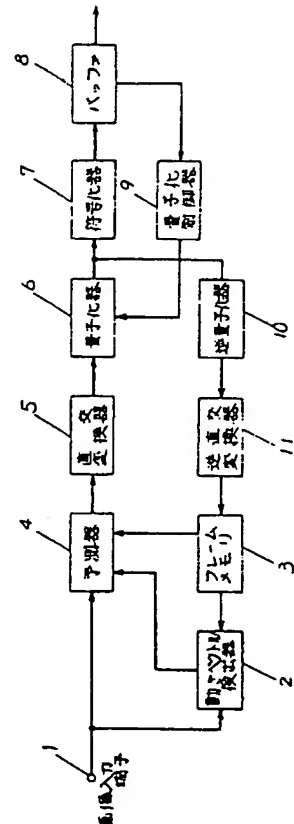 1
画像入力
端子
2
動きベクトル
検出器
3
フレーム
メモリ
4
予測器
5
直交
変換器
6
量子化器
7
符号化器
8
バッファ
9
量子化
制御器
10
逆量子化器
11
逆直交
変換器